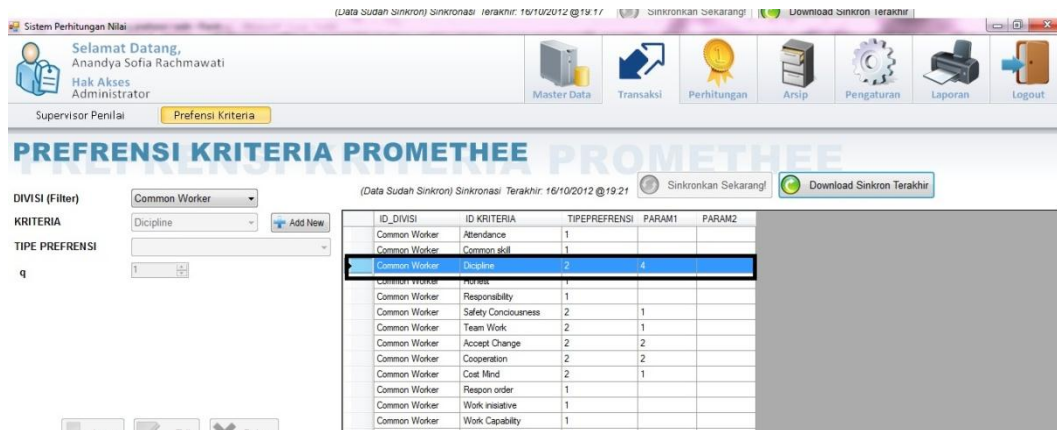 (Data Sudah Sinkron) Sinkronasi Terakhir: 16/10/2012 @19:17 Sinkronkan Sekarang! Download Sinkron Terakhir
Sistem Perhitungan Nilai
Selamat Datang,
Anandya Sofia Rachmawati
Hak Akses
Administrator
Master Data Transaksi Perhitungan Arsip Pengaturan Laporan Logout
Supervisor Penilai Prefensi Kriteria
PREFRENSI KRITERIA PROMETHEE
(Data Sudah Sinkron) Sinkronasi Terakhir: 16/10/2012 @19:21 Sinkronkan Sekarang! Download Sinkron Terakhir
DIVISI (Filter) Common Worker
KRITERIA Dicipline Add New
TIPE PREFRENSI
q 1
ID_DIVISI ID KRITERIA TIPEPREFRENSI PARAM1 PARAM2
Common Worker Attendance 1
Common Worker Common skill 1
Common Worker Dicipline 2 4
Common Worker Honest 1
Common Worker Responsibility 1
Common Worker Safety Conciousness 2 1
Common Worker Team Work 2 1
Common Worker Accept Change 2 2
Common Worker Cooperation 2 2
Common Worker Cost Mind 2 1
Common Worker Respon order 1
Common Worker Work inisiative 1
Common Worker Work Capability 1